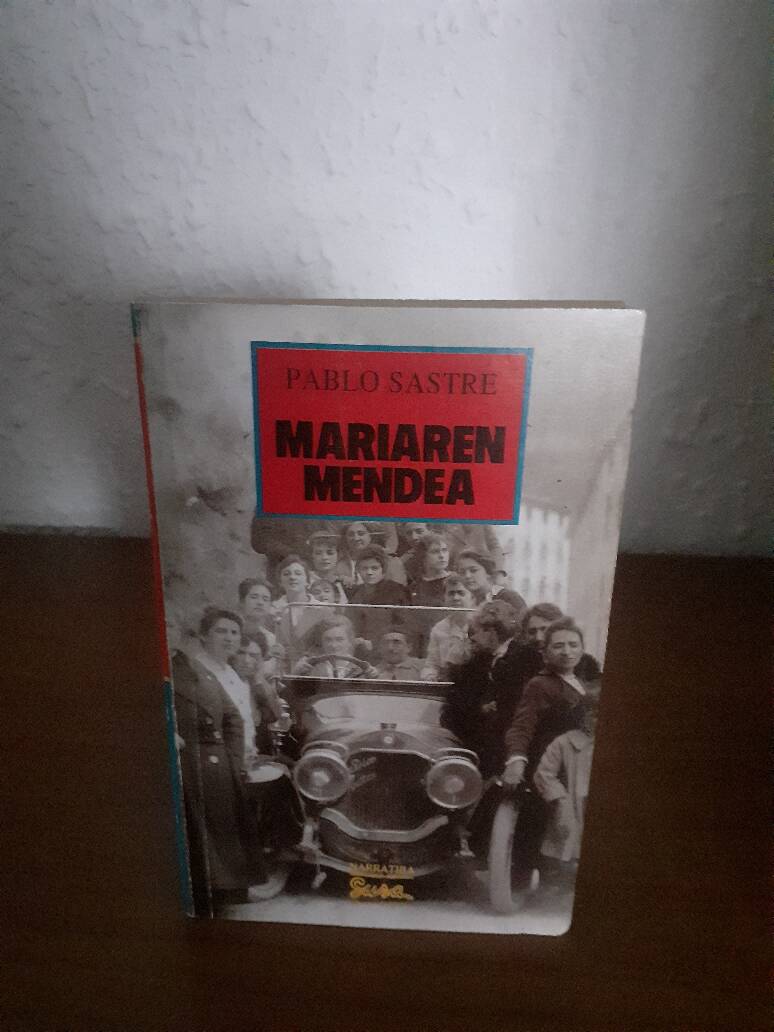 PABLO SASTRE
MARIAREN
MENDEA
NARRATIBA
Susa